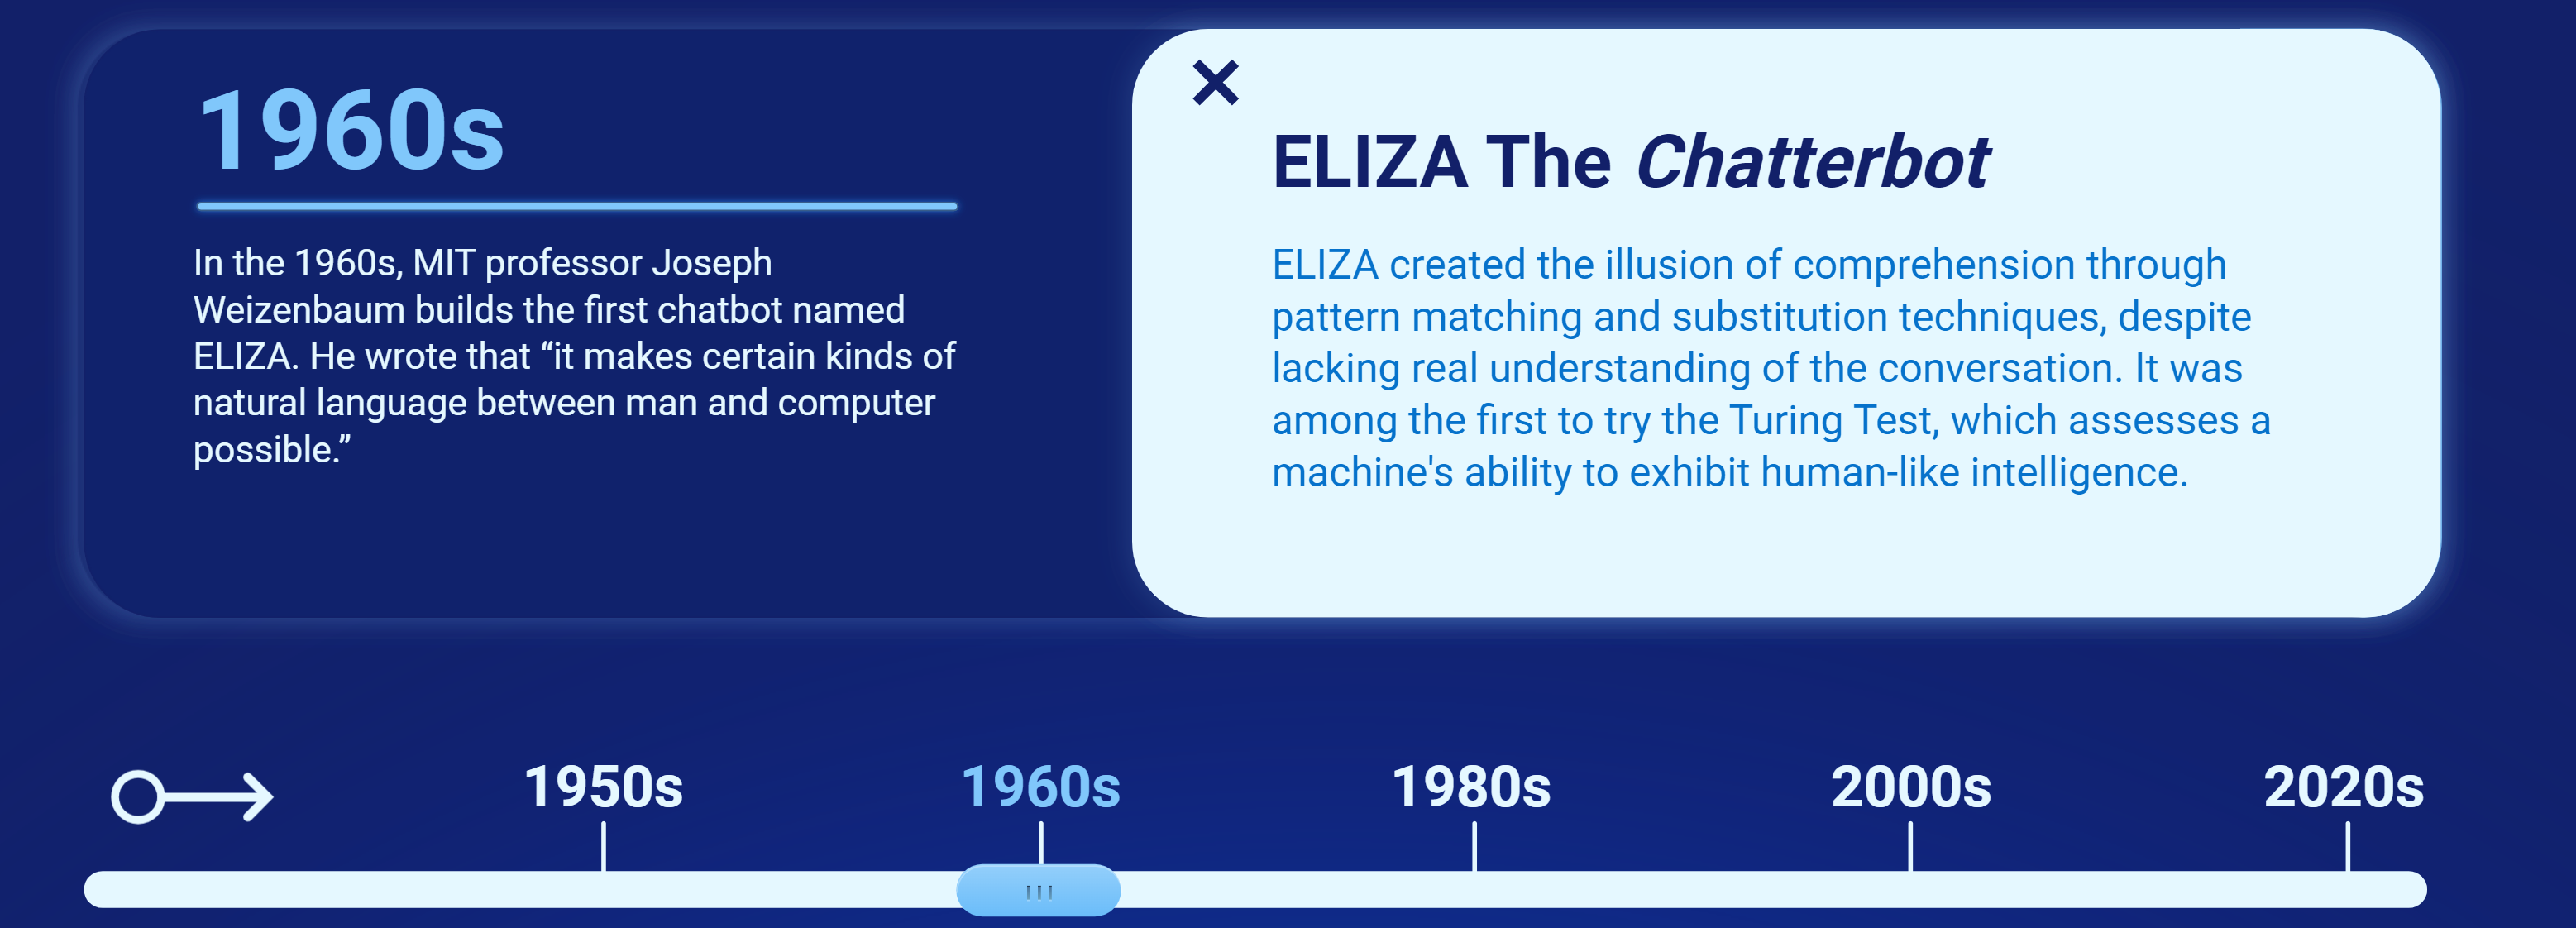 1960s
In the 1960s, MIT professor Joseph
Weizenbaum builds the first chatbot named
ELIZA. He wrote that “it makes certain kinds of
natural language between man and computer
possible.”
ELIZA The Chatterbot
ELIZA created the illusion of comprehension through
pattern matching and substitution techniques, despite
lacking real understanding of the conversation. It was
among the first to try the Turing Test, which assesses a
machine's ability to exhibit human-like intelligence.
1950s
1960s
1980s
2000s
2020s